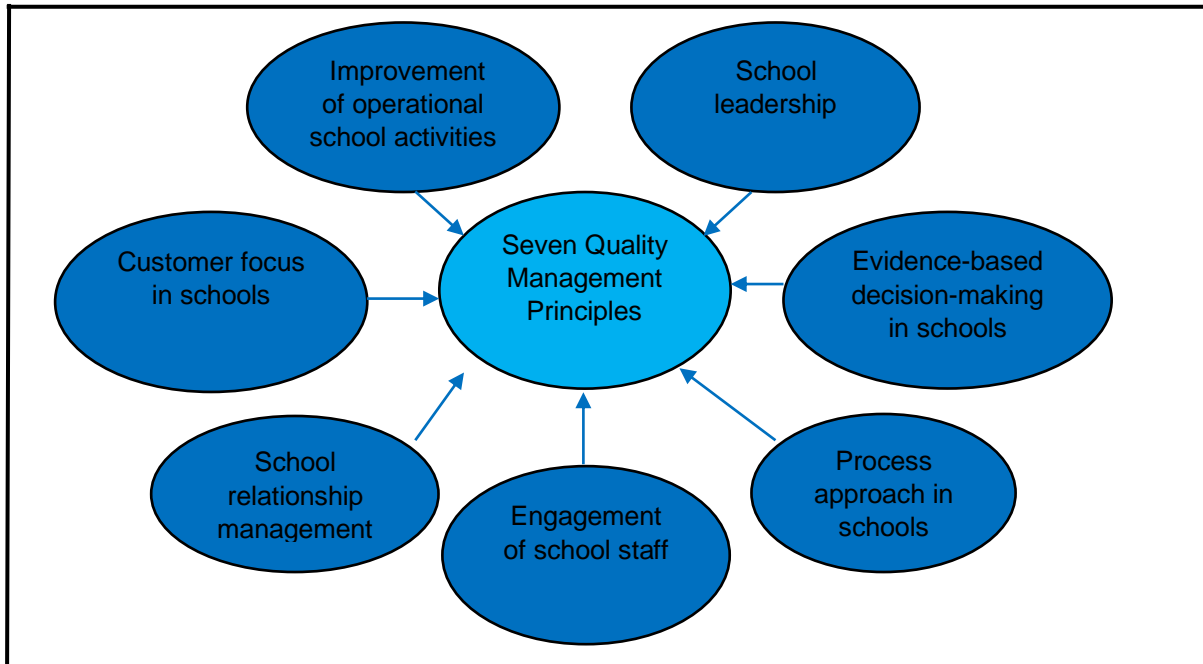 Improvement
of operational
school activities
School
leadership
Seven Quality
Management
Principles
Customer focus
in schools
Evidence-based
decision-making
in schools
School
relationship
management
Engagement
of school staff
Process
approach in
schools